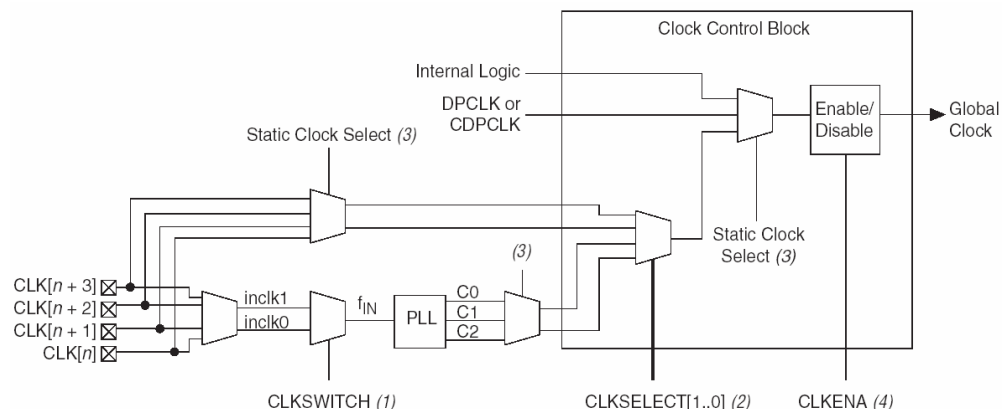 Clock Control Block
Internal Logic
DPCLK or
CDPCLK
Enable/
Disable
Global
Clock
Static Clock Select (3)
Static Clock
Select (3)
(3)
CLK[n + 3]
CLK[n + 2]
CLK[n + 1]
CLK[n]
inclk1
inclk0
fIN
PLL
C0
C1
C2
CLKSWITCH (1)
CLKSELECT[1..0] (2)
CLKENA (4)